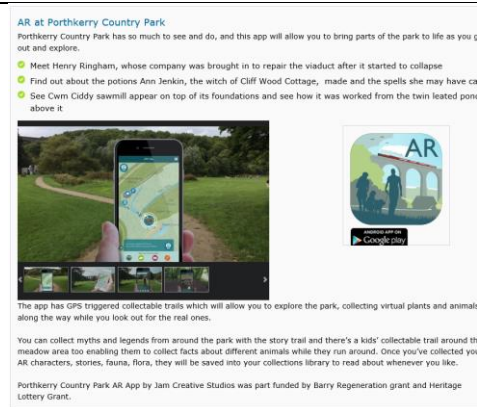 AR at Porthkerry Country Park
Porthkerry Country Park has so much to see and do, and this app will allow you to bring parts of the park to life as you g
out and explore.
Meet Henry Ringham, whose company was brought in to repair the viaduct after it started to collapse
Find out about the potions Ann Jenkin, the witch of Cliff Wood Cottage, made and the spells she may have ca
See Cwm Ciddy sawmill appear on top of its foundations and see how it was worked from the twin leated pond
above it
AR
ANDROID APP ON
Google play
The app has GPS triggered collectable trails which will allow you to explore the park, collecting virtual plants and animals
along the way while you look out for the real ones.
You can collect myths and legends from around the park with the story trail and there's a kids' collectable trail around th
meadow area too enabling them to collect facts about different animals while they run around. Once you've collected you
AR characters, stories, fauna, flora, they will be saved into your collections library to read about whenever you like.
Porthkerry Country Park AR App by Jam Creative Studios was part funded by Barry Regeneration grant and Heritage
Lottery Grant.